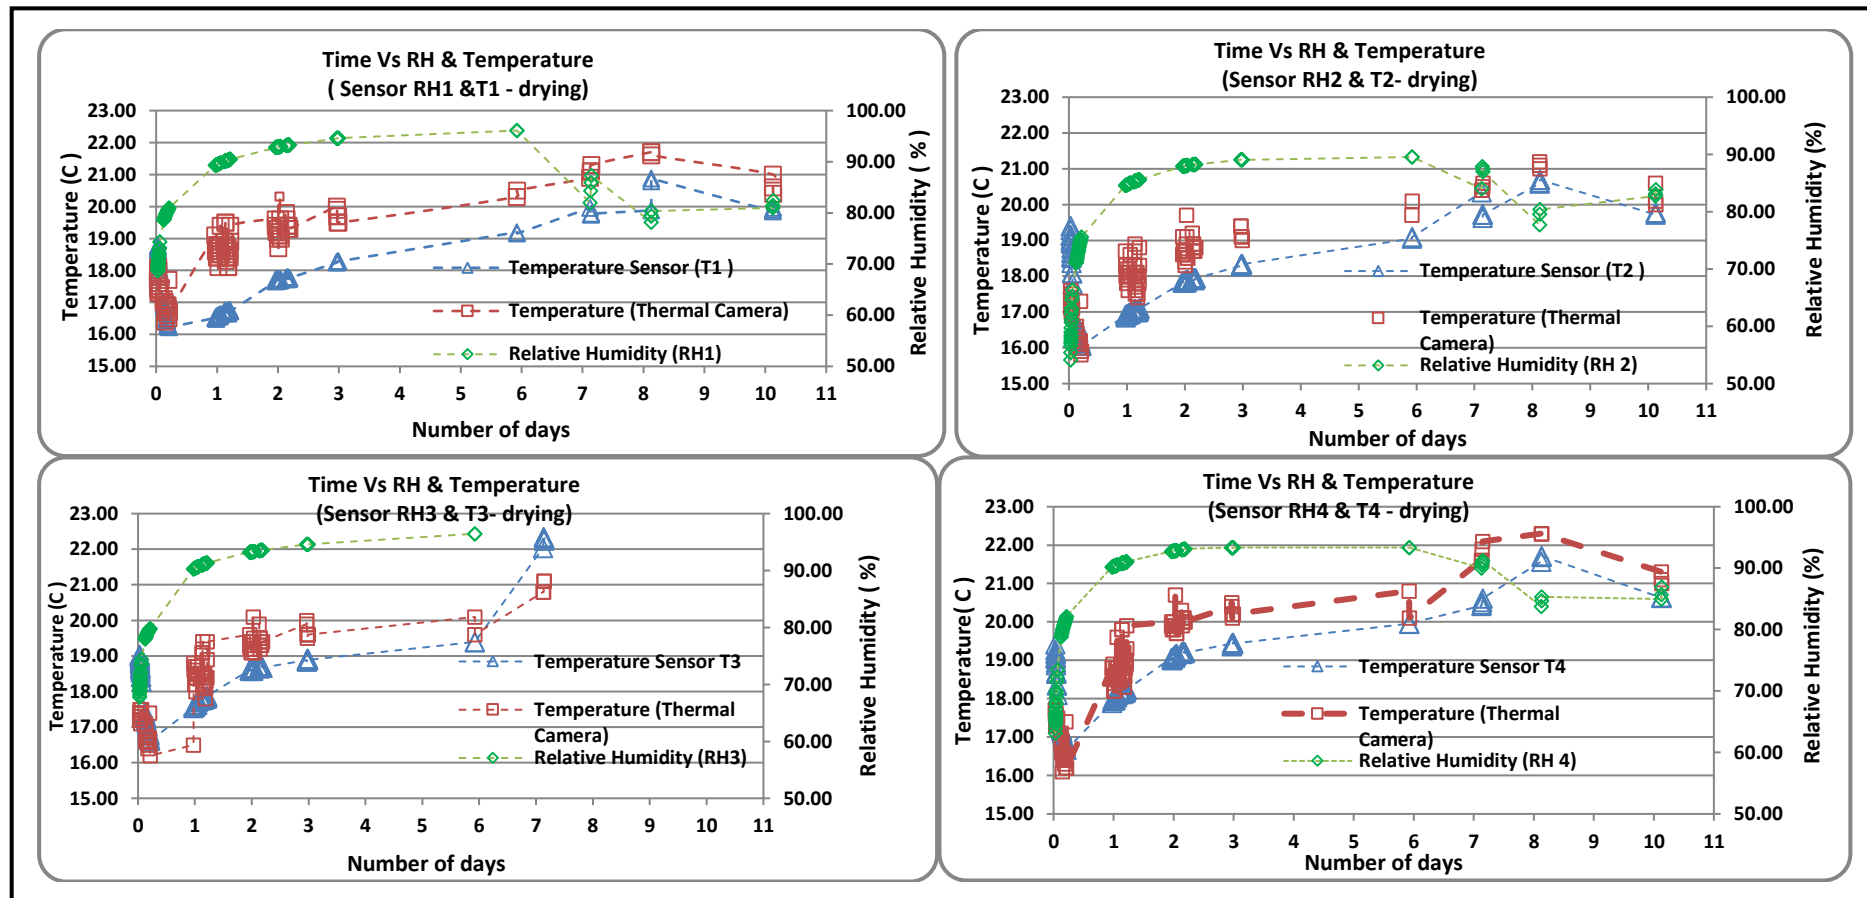 Time Vs RH & Temperature
( Sensor RH1 &T1 - drying)
23.00
22.00
21.00
20.00
19.00
18.00
17.00
16.00
15.00
Temperature (C )
100.00
90.00
80.00
70.00
60.00
50.00
Relative Humidity ( %)
Temperature Sensor (T1 )
Temperature (Thermal Camera)
Relative Humidity (RH1)
0 1 2 3 4 5 6 7 8 9 10 11
Number of days
Time Vs RH & Temperature
(Sensor RH2 & T2- drying)
23.00
22.00
21.00
20.00
19.00
18.00
17.00
16.00
15.00
Temperature (C )
100.00
90.00
80.00
70.00
60.00
50.00
Relative Humidity (%)
Temperature Sensor (T2 )
Temperature (Thermal
Camera)
Relative Humidity (RH 2)
0 1 2 3 4 5 6 7 8 9 10 11
Number of days
Time Vs RH & Temperature
(Sensor RH3 & T3- drying)
23.00
22.00
21.00
20.00
19.00
18.00
17.00
16.00
15.00
Temperature (C )
100.00
90.00
80.00
70.00
60.00
50.00
Relative Humidity ( %)
Temperature Sensor T3
Temperature (Thermal
Camera)
Relative Humidity (RH3)
0 1 2 3 4 5 6 7 8 9 10 11
Number of days
Time Vs RH & Temperature
(Sensor RH4 & T4 - drying)
23.00
22.00
21.00
20.00
19.00
18.00
17.00
16.00
15.00
Temperature( C )
100.00
90.00
80.00
70.00
60.00
50.00
Relative Humidity (%)
Temperature Sensor T4
Temperature (Thermal
Camera)
Relative Humidity (RH 4)
0 1 2 3 4 5 6 7 8 9 10 11
Number of days